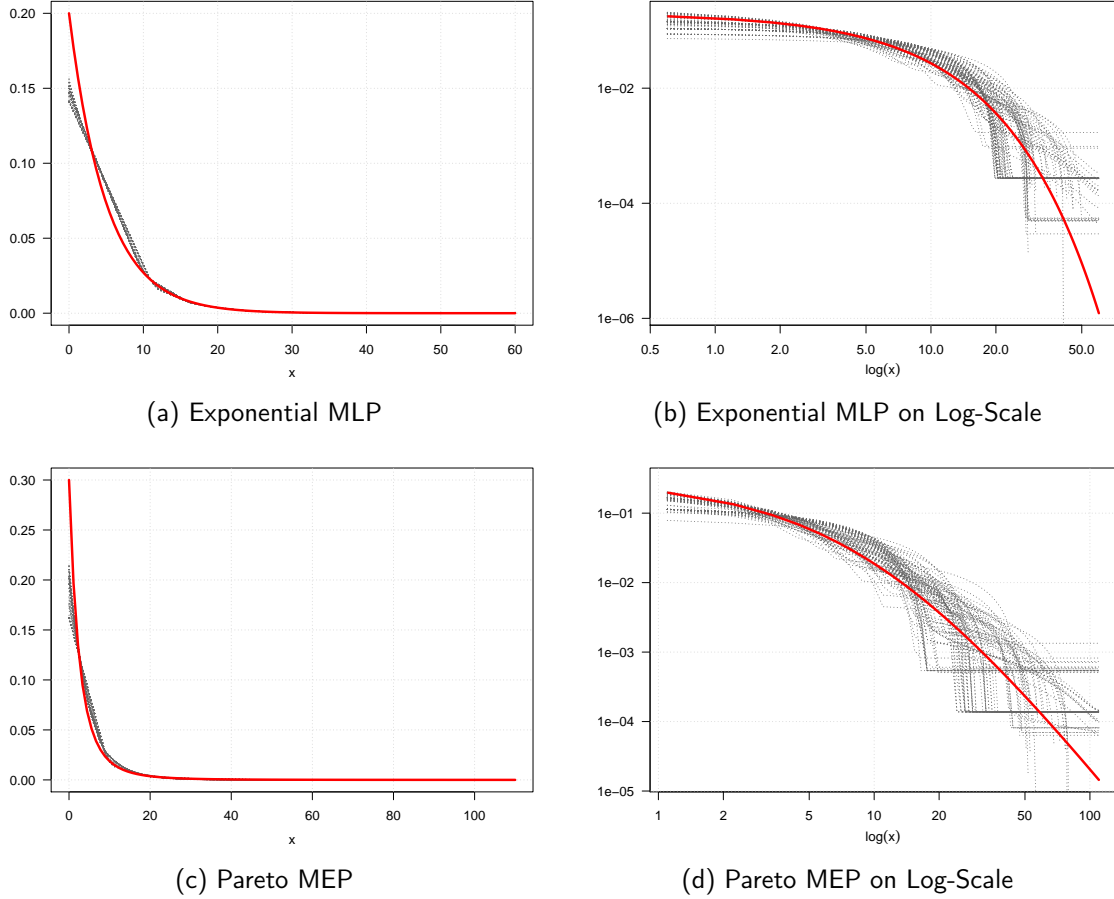 0.20
0.15
0.10
0.05
0.00
0 10 20 30 40 50 60
x
(a) Exponential MLP
1e−02
1e−04
1e−06
0.5 1.0 2.0 5.0 10.0 20.0 50.0
log(x)
(b) Exponential MLP on Log-Scale
0.30
0.25
0.20
0.15
0.10
0.05
0.00
0 20 40 60 80 100
x
(c) Pareto MEP
1e−01
1e−02
1e−03
1e−04
1e−05
1 2 5 10 20 50 100
log(x)
(d) Pareto MEP on Log-Scale